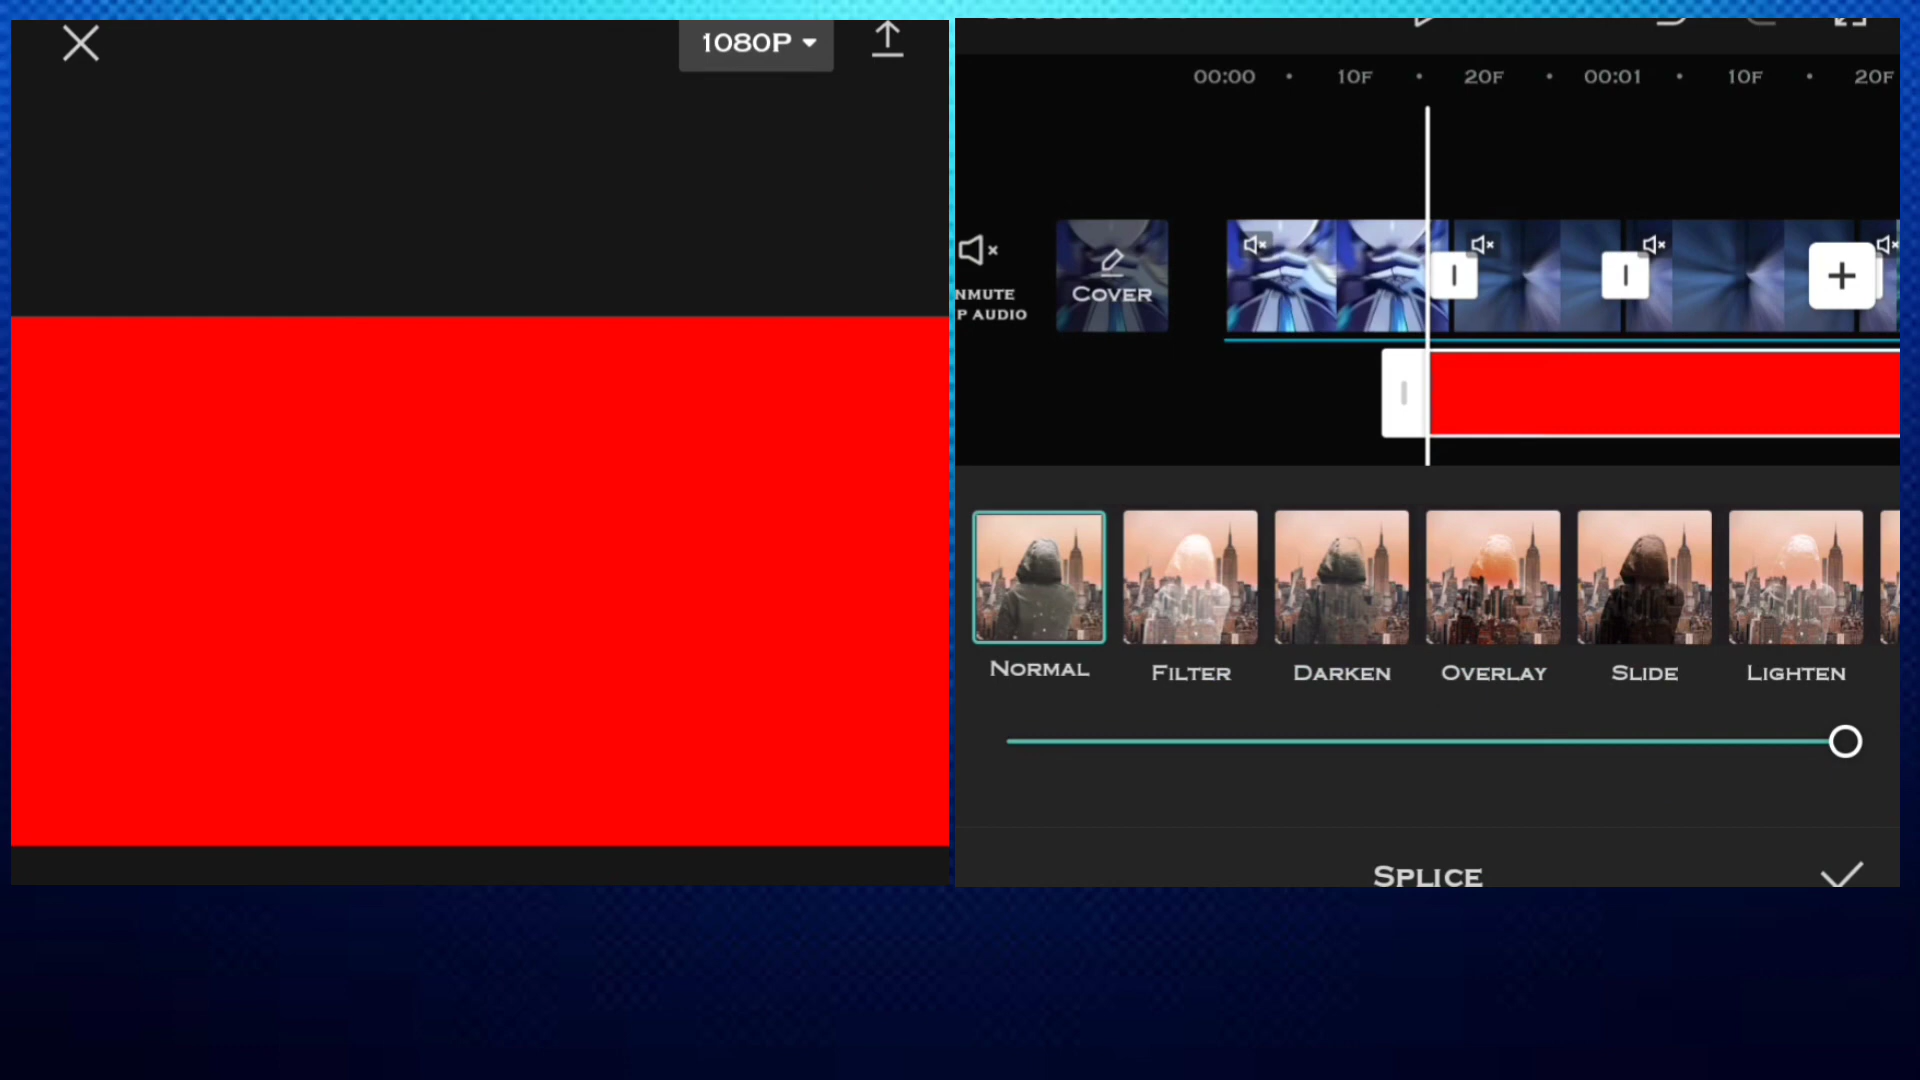 1080P
00:00 10F 20F 00:01 10F 20F
NMUTE
P AUDIO
COVER
NORMAL FILTER DARKEN OVERLAY SLIDE LIGHTEN
SPLICE